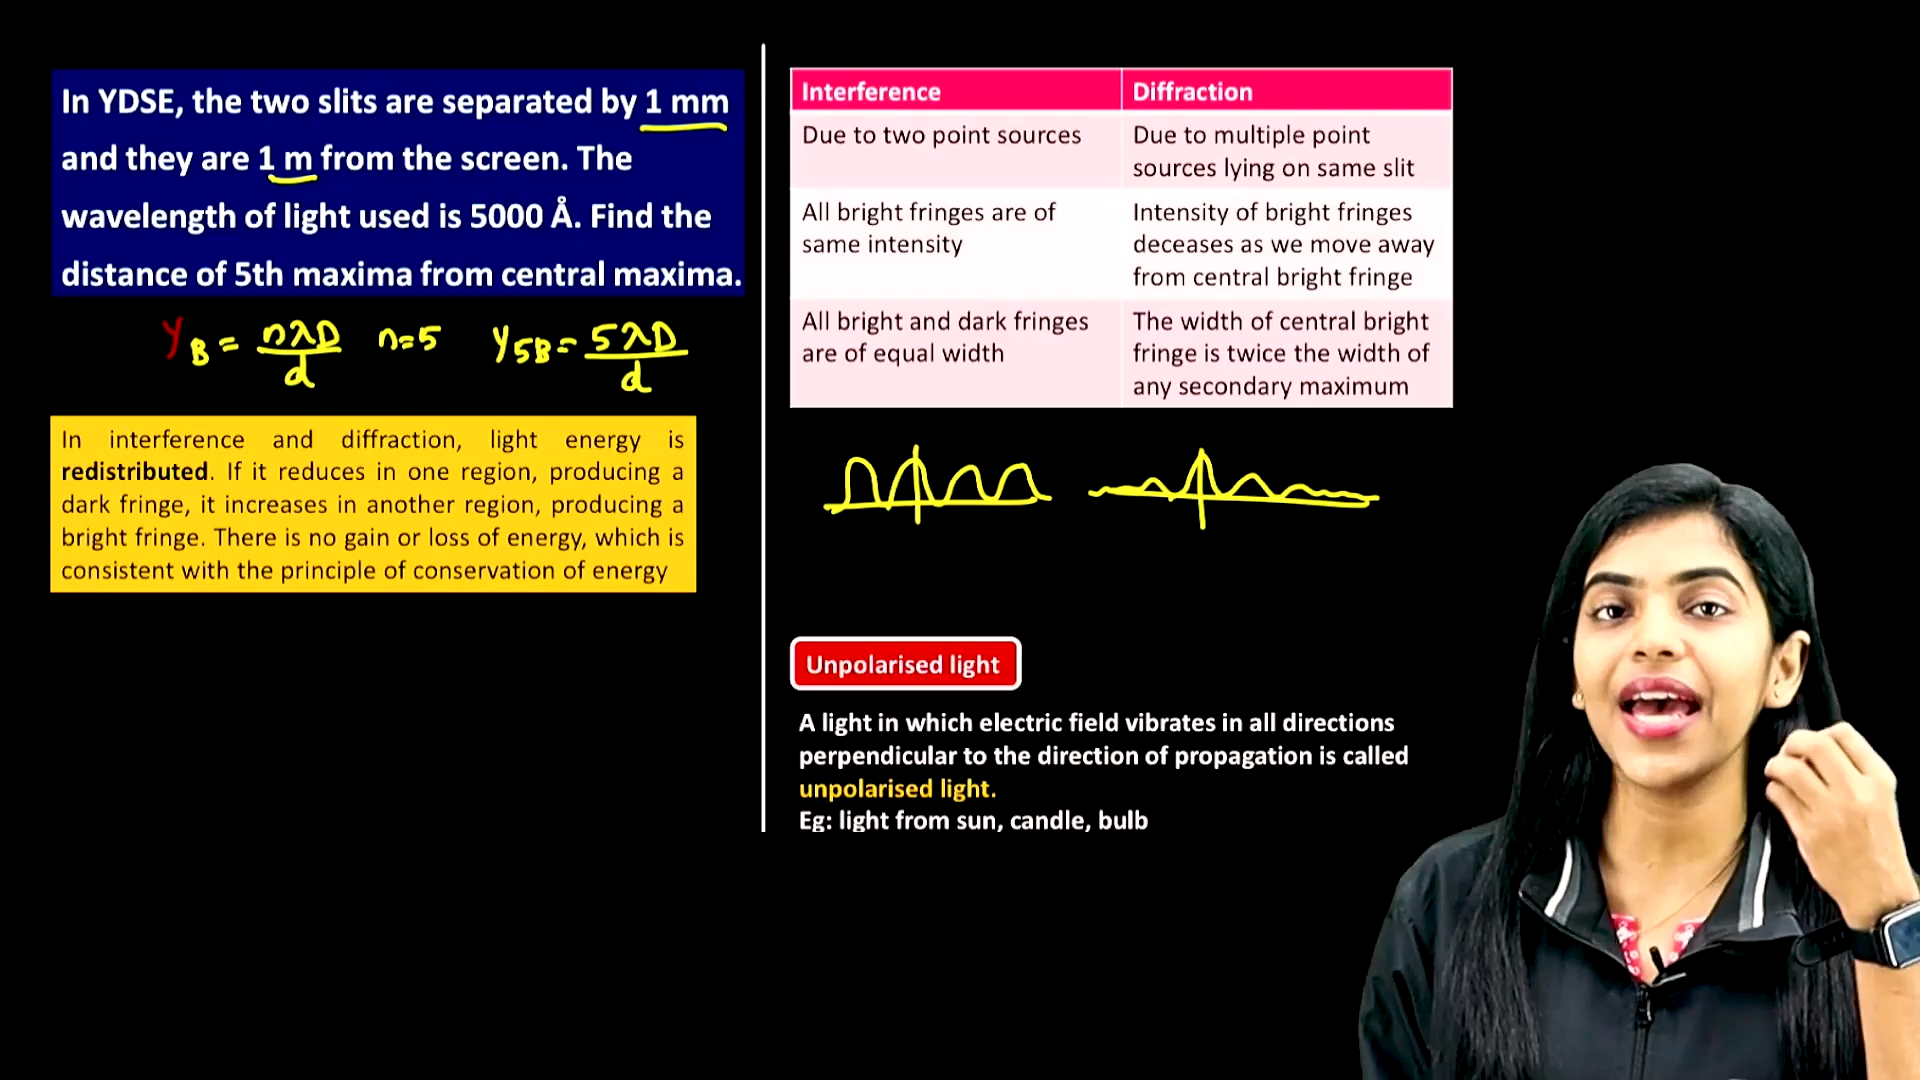 In YDSE, the two slits are separated by 1 mm
and they are 1 m from the screen. The
wavelength of light used is 5000 Å. Find the
distance of 5th maxima from central maxima.
Y_B = nλD/d   n=5   Y_5B = 5λD/d
In interference and diffraction, light energy is
redistributed. If it reduces in one region, producing a
dark fringe, it increases in another region, producing a
bright fringe. There is no gain or loss of energy, which is
consistent with the principle of conservation of energy
Interference
Diffraction
Due to two point sources
Due to multiple point
sources lying on same slit
All bright fringes are of
same intensity
Intensity of bright fringes
deceases as we move away
from central bright fringe
All bright and dark fringes
are of equal width
The width of central bright
fringe is twice the width of
any secondary maximum
Unpolarised light
A light in which electric field vibrates in all directions
perpendicular to the direction of propagation is called
unpolarised light.
Eg: light from sun, candle, bulb